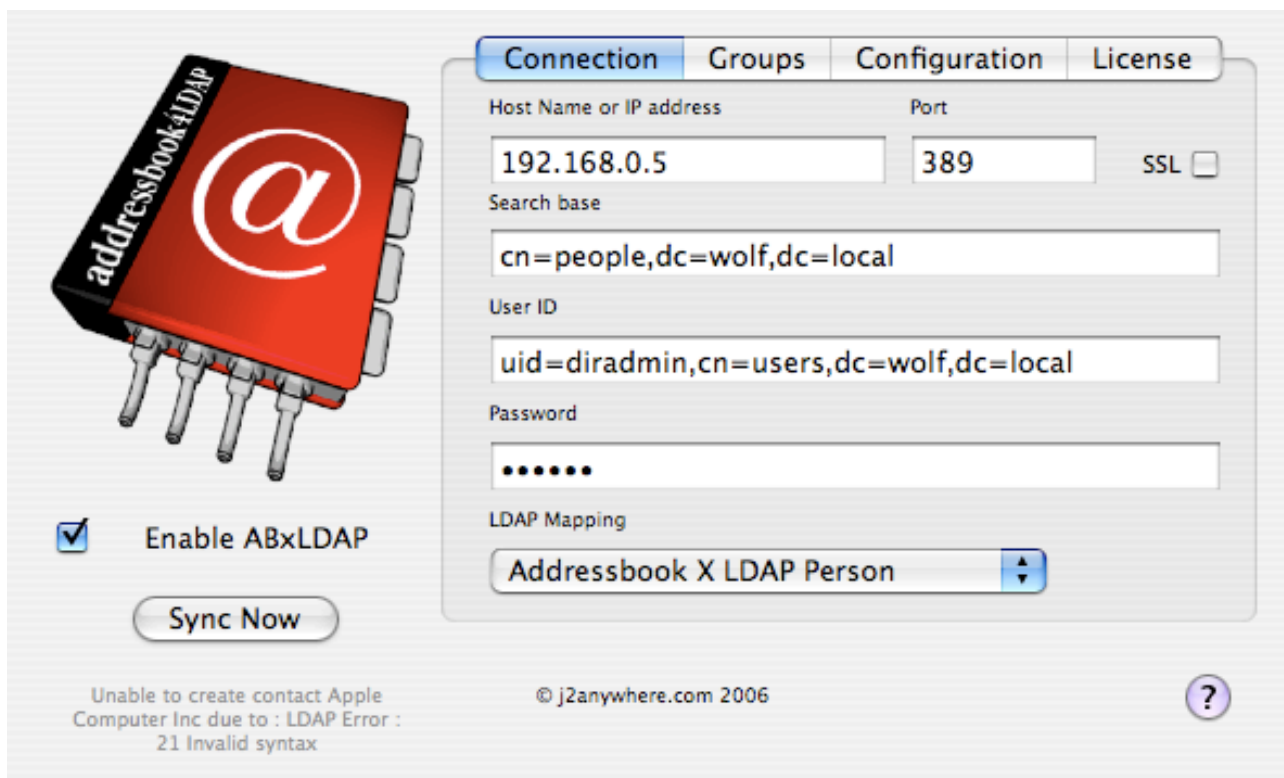 addressbook4LDAP
@
Connection Groups Configuration License
Host Name or IP address Port
192.168.0.5 389 SSL
Search base
cn=people,dc=wolf,dc=local
User ID
uid=diradmin,cn=users,dc=wolf,dc=local
Password
••••••
LDAP Mapping
Addressbook X LDAP Person
Enable ABxLDAP
Sync Now
Unable to create contact Apple
Computer Inc due to : LDAP Error :
21 Invalid syntax
© j2anywhere.com 2006
?